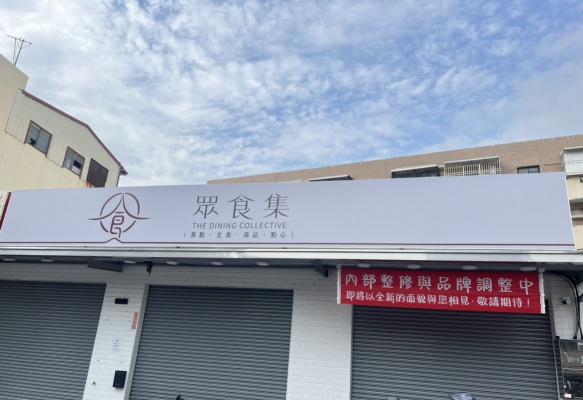 食
眾食集
THE DINING COLLECTIVE
| 蒸點 · 主食 · 湯品 · 點心 |
內部整修與品牌調整中
即將以全新的面貌與您相見，敬請期待！